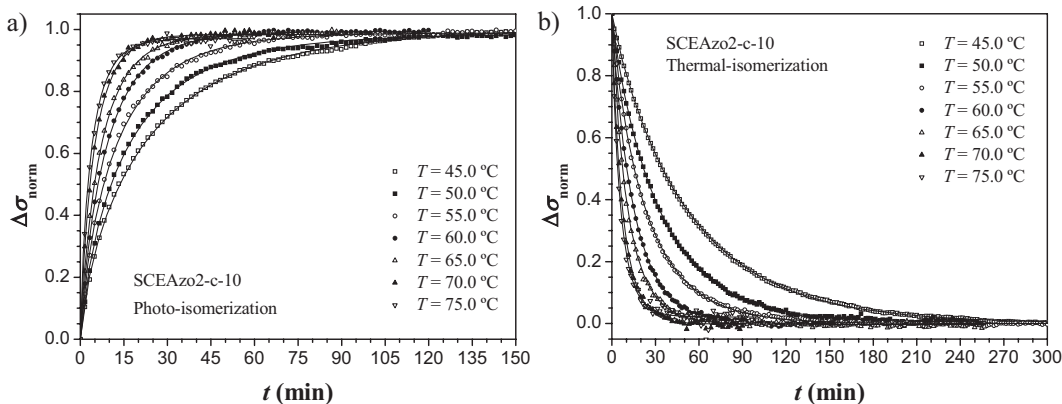 a)
Δσnorm
1.0
0.8
0.6
0.4
0.2
0.0
T = 45.0 ºC
T = 50.0 ºC
T = 55.0 ºC
T = 60.0 ºC
T = 65.0 ºC
T = 70.0 ºC
T = 75.0 ºC
SCEAzo2-c-10
Photo-isomerization
0 15 30 45 60 75 90 105 120 135 150
t (min)
b)
Δσnorm
1.0
0.8
0.6
0.4
0.2
0.0
SCEAzo2-c-10
Thermal-isomerization
T = 45.0 ºC
T = 50.0 ºC
T = 55.0 ºC
T = 60.0 ºC
T = 65.0 ºC
T = 70.0 ºC
T = 75.0 ºC
0 30 60 90 120 150 180 210 240 270 300
t (min)